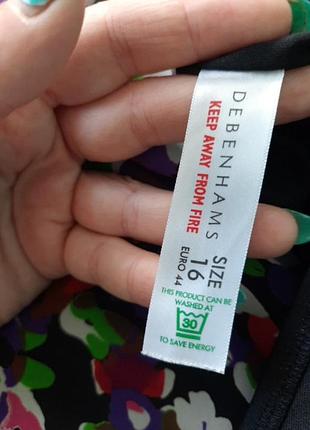 DEBENHAMS
KEEP AWAY FROM FIRE
SIZE
16
EURO 44
THIS PRODUCT CAN BE
WASHED AT
30
TO SAVE ENERGY